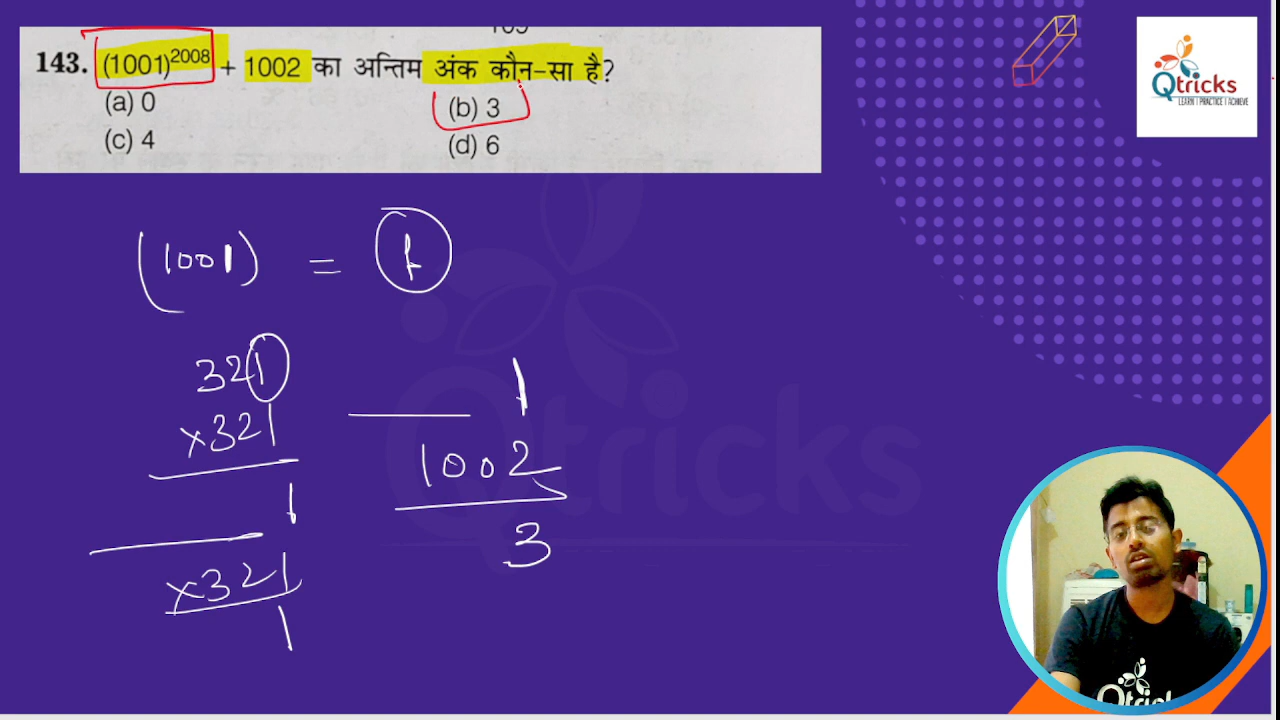 143. (1001)²⁰⁰⁸ + 1002 का अन्तिम अंक कौन-सा है?
(a) 0 (b) 3
(c) 4 (d) 6
Qtricks
LEARN | PRACTICE | ACHIEVE
(1001) = 1
321
×321
1
×321
1
1
1002
3
Qtricks